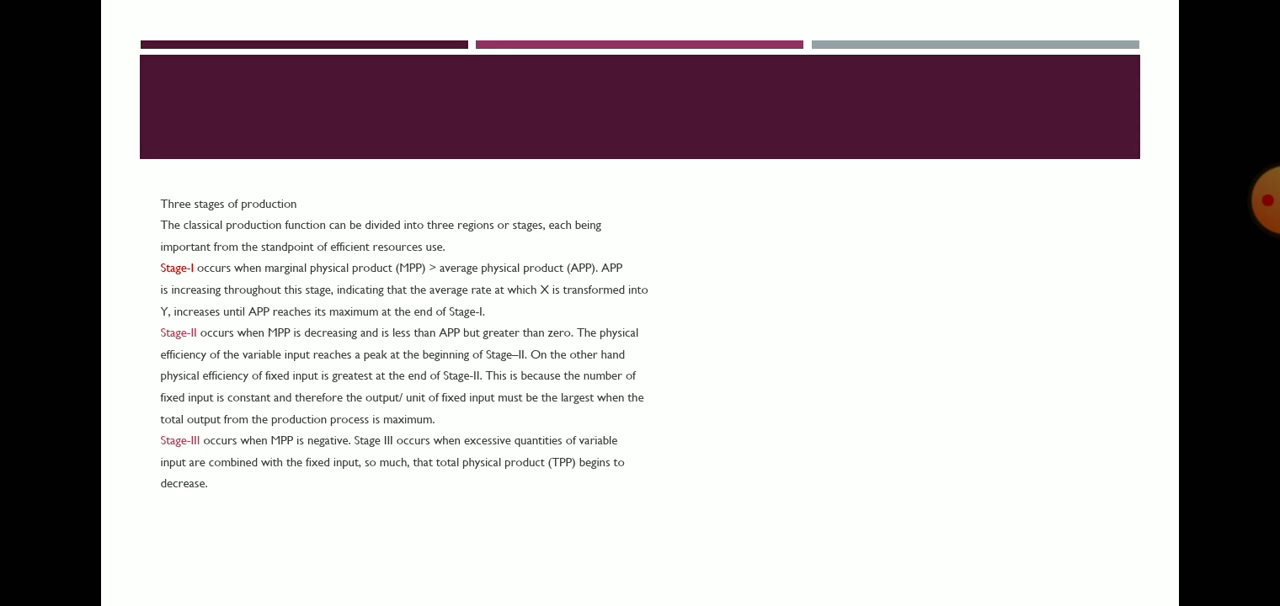 Three stages of production
The classical production function can be divided into three regions or stages, each being
important from the standpoint of efficient resources use.
Stage-I occurs when marginal physical product (MPP) > average physical product (APP). APP
is increasing throughout this stage, indicating that the average rate at which X is transformed into
Y, increases until APP reaches its maximum at the end of Stage-I.
Stage-II occurs when MPP is decreasing and is less than APP but greater than zero. The physical
efficiency of the variable input reaches a peak at the beginning of Stage–II. On the other hand
physical efficiency of fixed input is greatest at the end of Stage-II. This is because the number of
fixed input is constant and therefore the output/ unit of fixed input must be the largest when the
total output from the production process is maximum.
Stage-III occurs when MPP is negative. Stage III occurs when excessive quantities of variable
input are combined with the fixed input, so much, that total physical product (TPP) begins to
decrease.